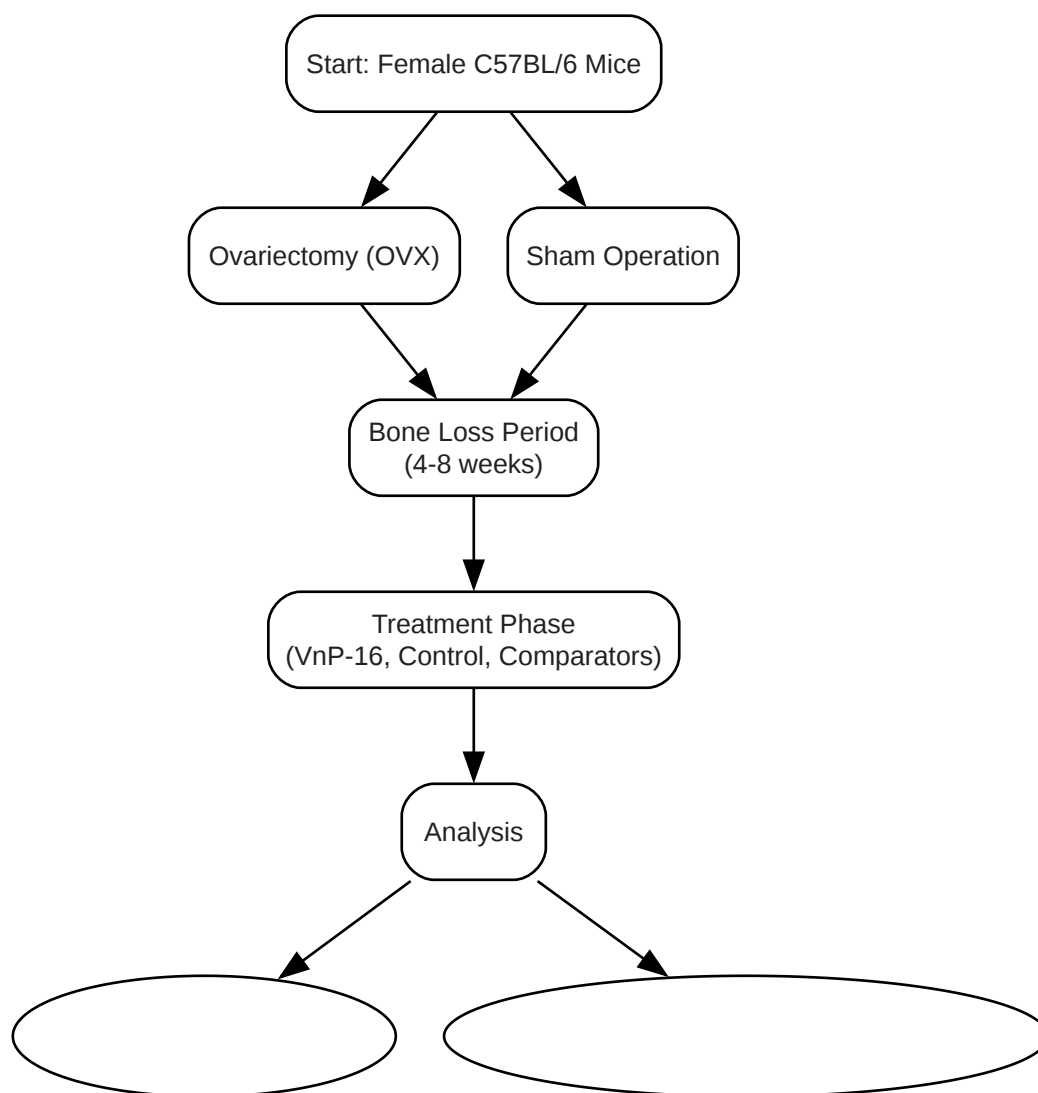 Start: Female C57BL/6 Mice
Ovariectomy (OVX)
Sham Operation
Bone Loss Period
(4-8 weeks)
Treatment Phase
(VnP-16, Control, Comparators)
Analysis